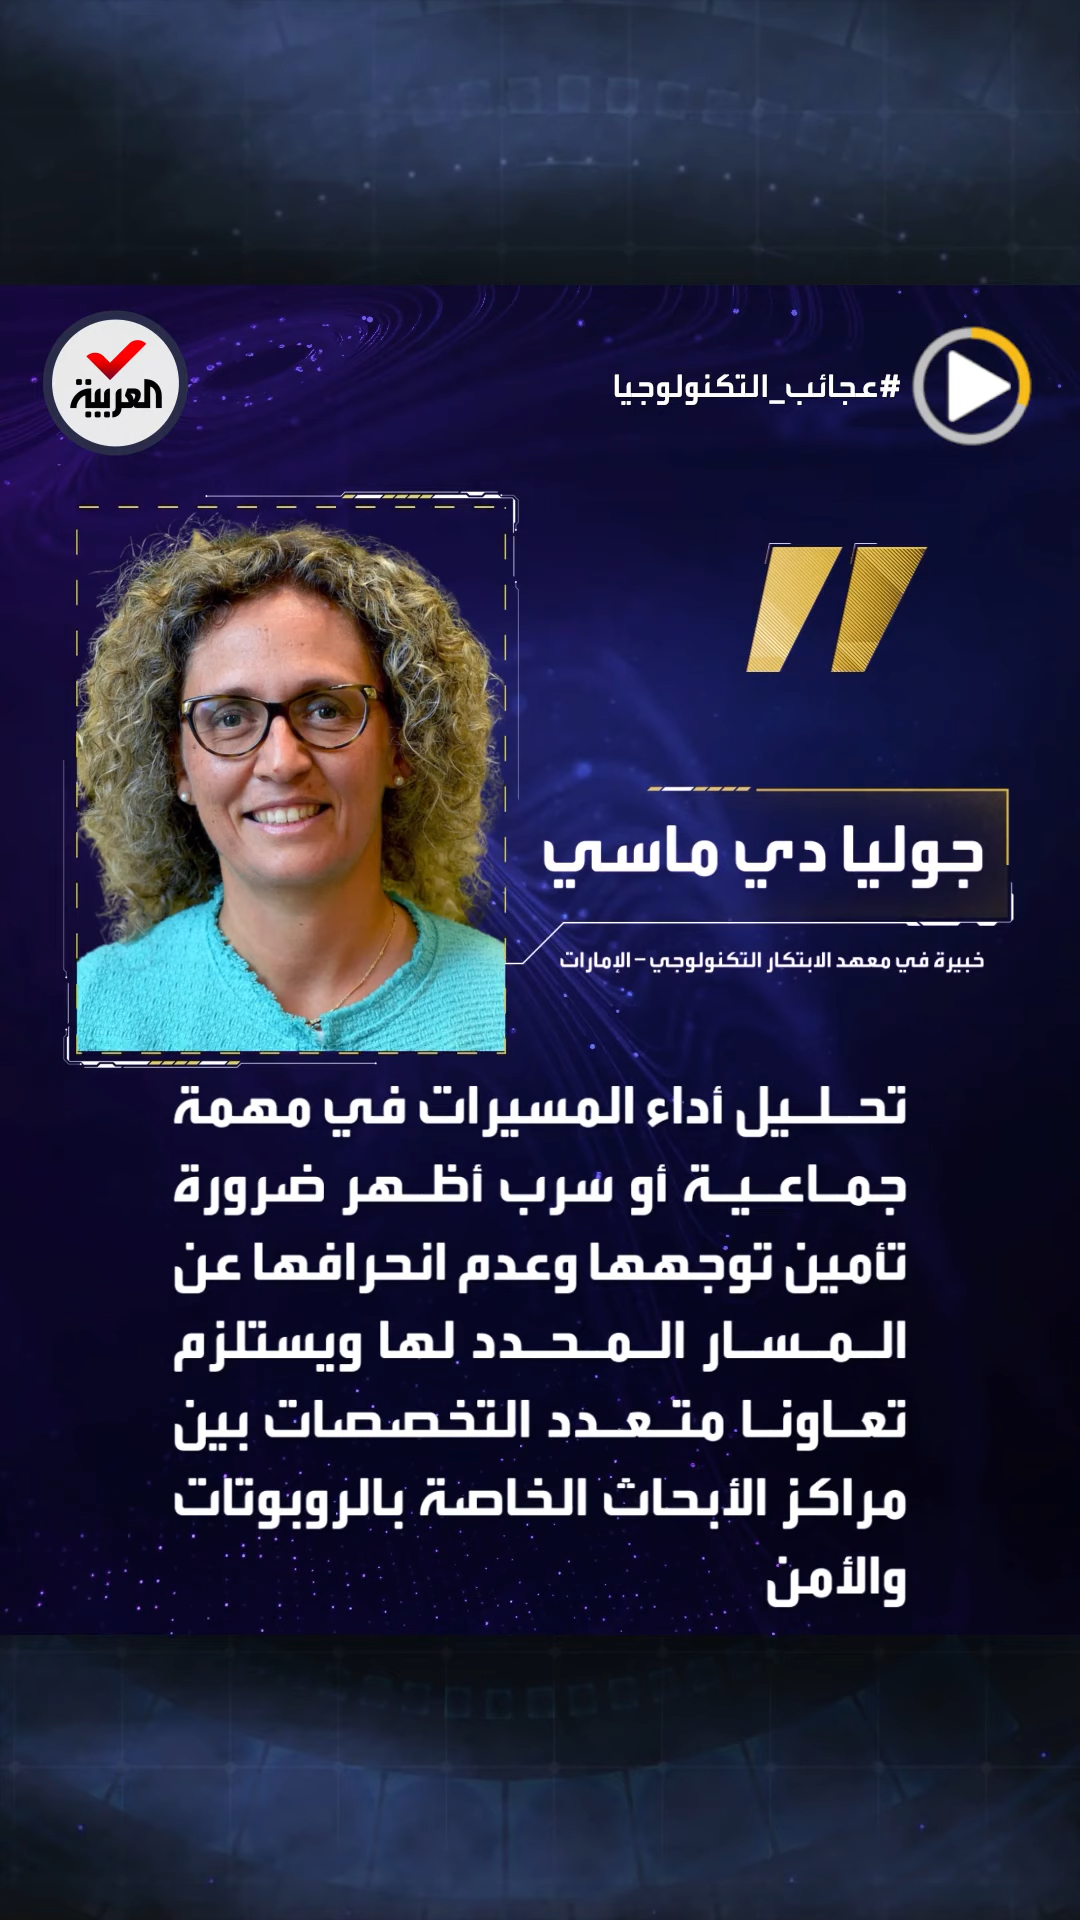 العربية
#عجائب_التكنولوجيا
جوليا دي ماسي
خبيرة في معهد الابتكار التكنولوجي – الإمارات
تحليل أداء المسيرات في مهمة
جماعية أو سرب أظهر ضرورة
تأمين توجهها وعدم انحرافها عن
المسار المحدد لها ويستلزم
تعاونا متعدد التخصصات بين
مراكز الأبحاث الخاصة بالروبوتات
والأمن